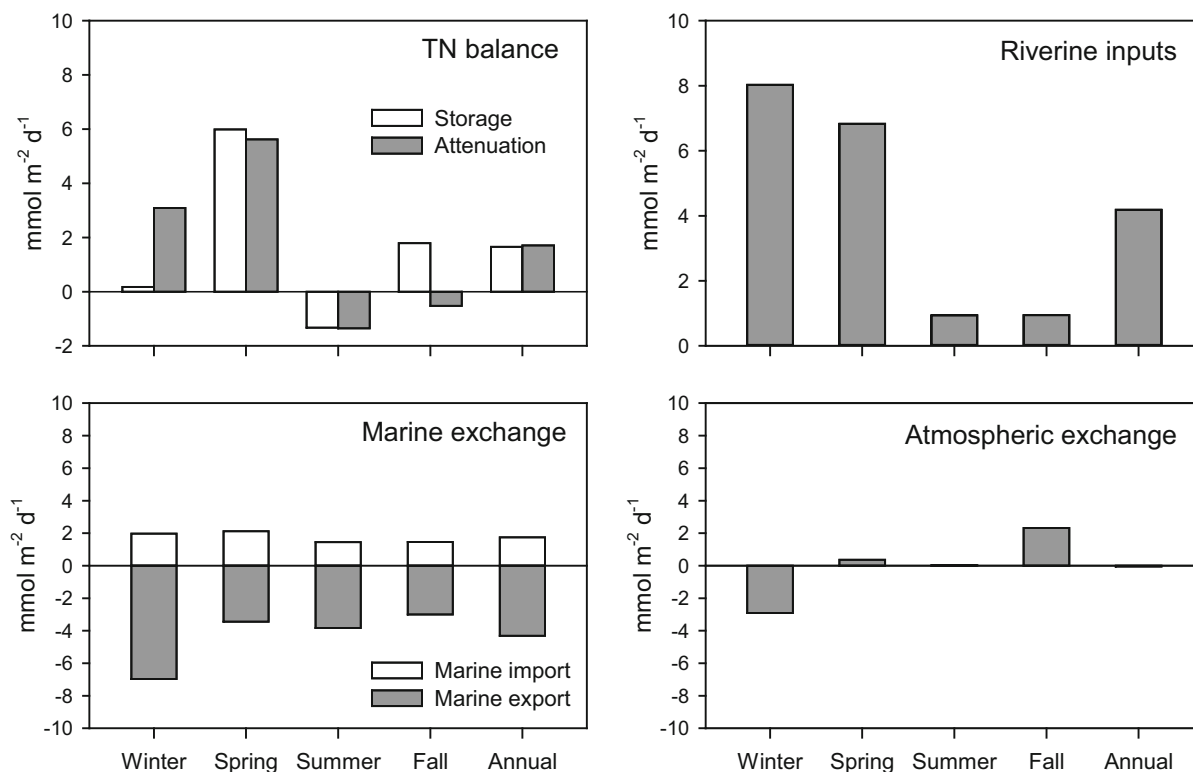 TN balance
mmol m-2 d-1
10
8
6
4
2
0
-2
Storage
Attenuation
Riverine inputs
mmol m-2 d-1
10
8
6
4
2
0
Marine exchange
mmol m-2 d-1
10
8
6
4
2
0
-2
-4
-6
-8
-10
Marine import
Marine export
Winter Spring Summer Fall Annual
Atmospheric exchange
mmol m-2 d-1
10
8
6
4
2
0
-2
-4
-6
-8
-10
Winter Spring Summer Fall Annual